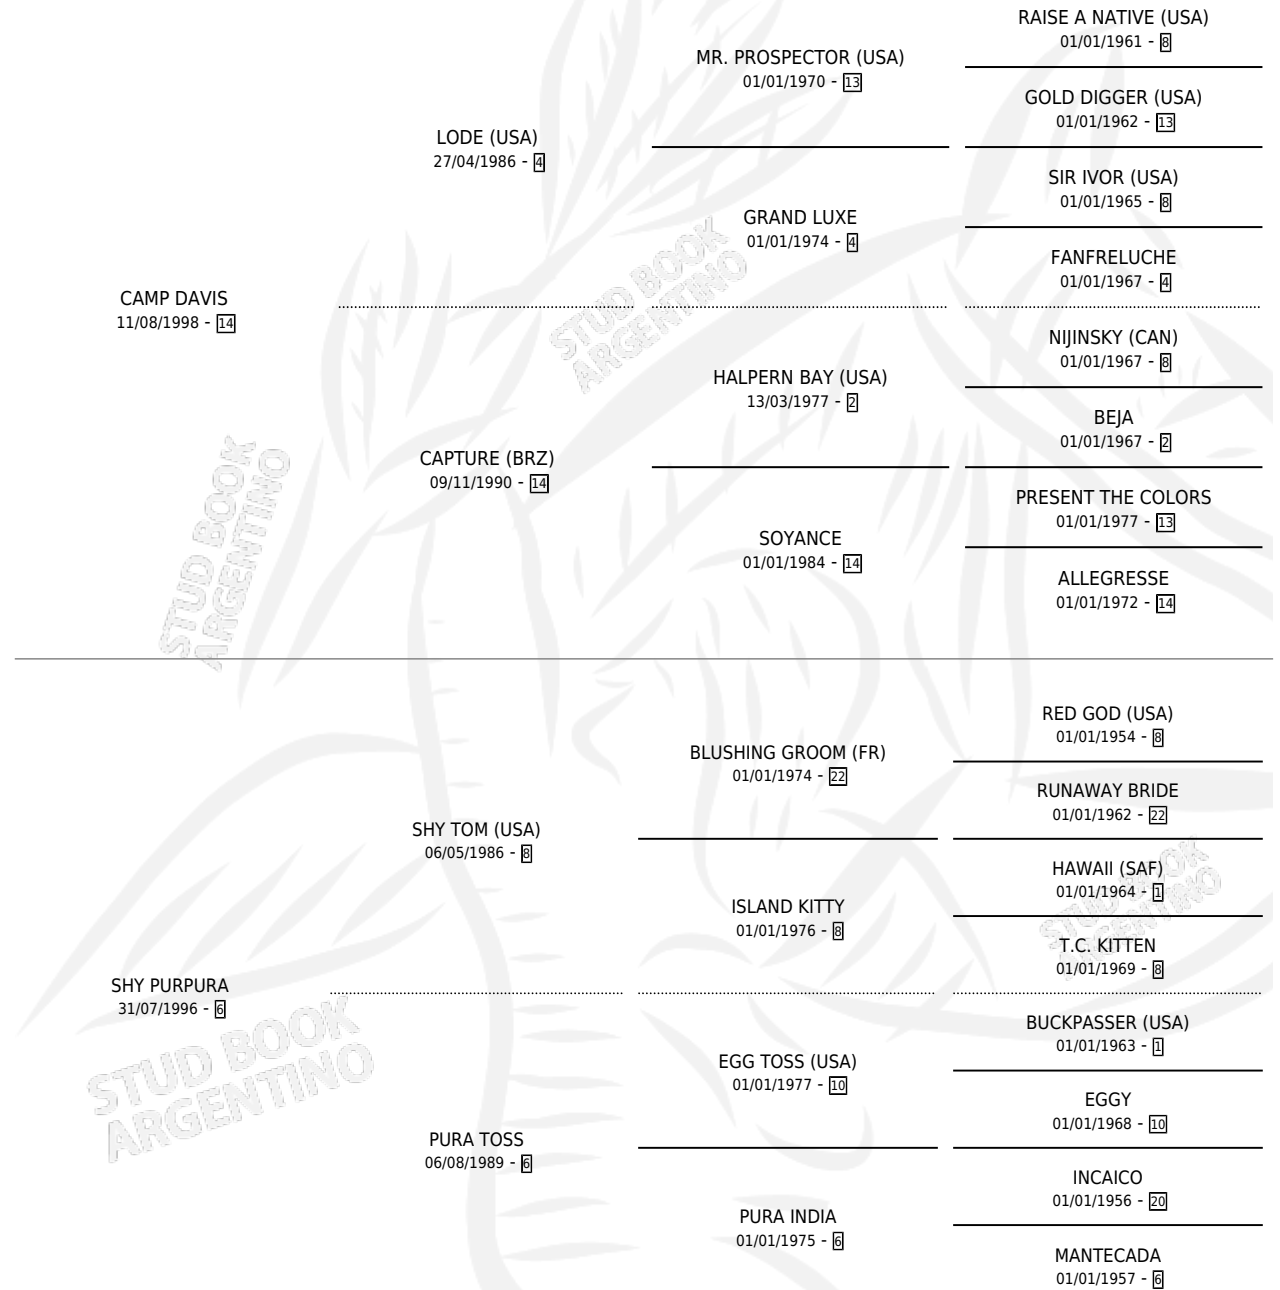 RAISE A NATIVE (USA)
01/01/1961 - 8
MR. PROSPECTOR (USA)
01/01/1970 - 13
GOLD DIGGER (USA)
01/01/1962 - 13
LODE (USA)
27/04/1986 - 4
SIR IVOR (USA)
01/01/1965 - 8
GRAND LUXE
01/01/1974 - 4
FANFRELUCHE
01/01/1967 - 4
CAMP DAVIS
11/08/1998 - 14
NIJINSKY (CAN)
01/01/1967 - 8
HALPERN BAY (USA)
13/03/1977 - 2
BEJA
01/01/1967 - 2
CAPTURE (BRZ)
09/11/1990 - 14
PRESENT THE COLORS
01/01/1977 - 13
SOYANCE
01/01/1984 - 14
ALLEGRESSE
01/01/1972 - 14
RED GOD (USA)
01/01/1954 - 8
BLUSHING GROOM (FR)
01/01/1974 - 22
RUNAWAY BRIDE
01/01/1962 - 22
SHY TOM (USA)
06/05/1986 - 8
HAWAII (SAF)
01/01/1964 - 1
ISLAND KITTY
01/01/1976 - 8
T.C. KITTEN
01/01/1969 - 8
SHY PURPURA
31/07/1996 - 6
BUCKPASSER (USA)
01/01/1963 - 1
EGG TOSS (USA)
01/01/1977 - 10
EGGY
01/01/1968 - 10
PURA TOSS
06/08/1989 - 6
INCAICO
01/01/1956 - 20
PURA INDIA
01/01/1975 - 6
MANTECADA
01/01/1957 - 6
STUD BOOK
ARGENTINO
STUD BOOK
ARGENTINO
STUD BOOK
ARGENTINO
STUD BOOK
ARGENTINO